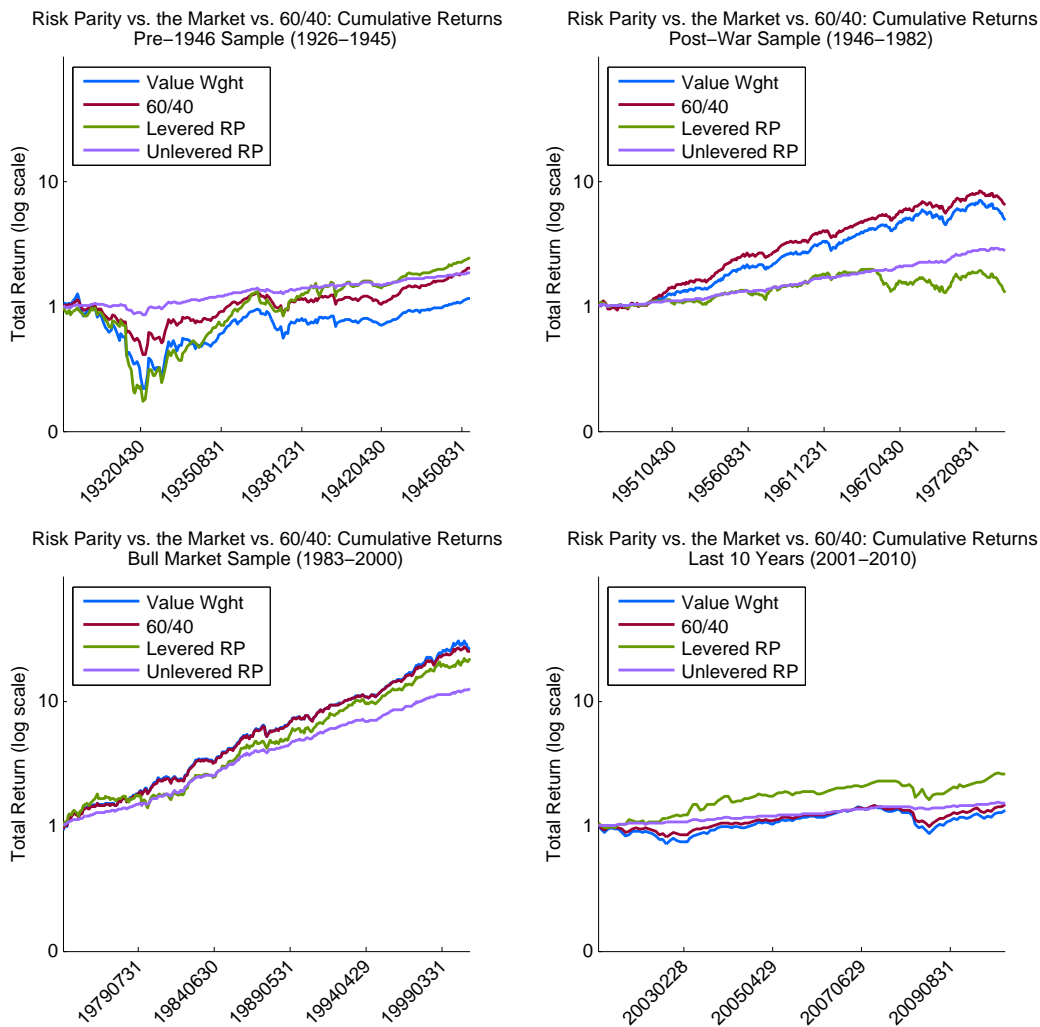 Risk Parity vs. the Market vs. 60/40: Cumulative Returns
Pre−1946 Sample (1926−1945)
Value Wght
60/40
Levered RP
Unlevered RP
Total Return (log scale)
10
1
0
19320430
19350831
19381231
19420430
19450831
Risk Parity vs. the Market vs. 60/40: Cumulative Returns
Post−War Sample (1946−1982)
Value Wght
60/40
Levered RP
Unlevered RP
Total Return (log scale)
10
1
0
19510430
19560831
19611231
19670430
19720831
Risk Parity vs. the Market vs. 60/40: Cumulative Returns
Bull Market Sample (1983−2000)
Value Wght
60/40
Levered RP
Unlevered RP
Total Return (log scale)
10
1
0
19790731
19840630
19890531
19940429
19990331
Risk Parity vs. the Market vs. 60/40: Cumulative Returns
Last 10 Years (2001−2010)
Value Wght
60/40
Levered RP
Unlevered RP
Total Return (log scale)
10
1
0
20030228
20050429
20070629
20090831